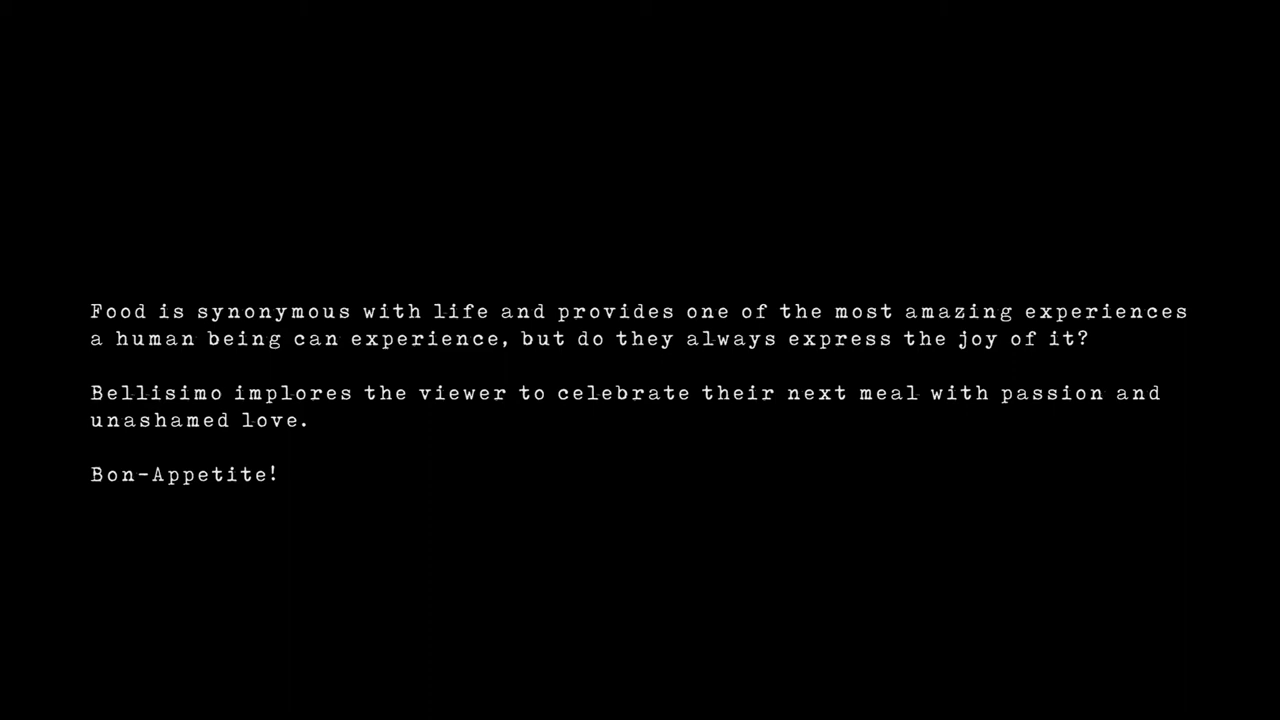 Food is synonymous with life and provides one of the most amazing experiences
a human being can experience, but do they always express the joy of it?
Bellisimo implores the viewer to celebrate their next meal with passion and
unashamed love.
Bon-Appetite!